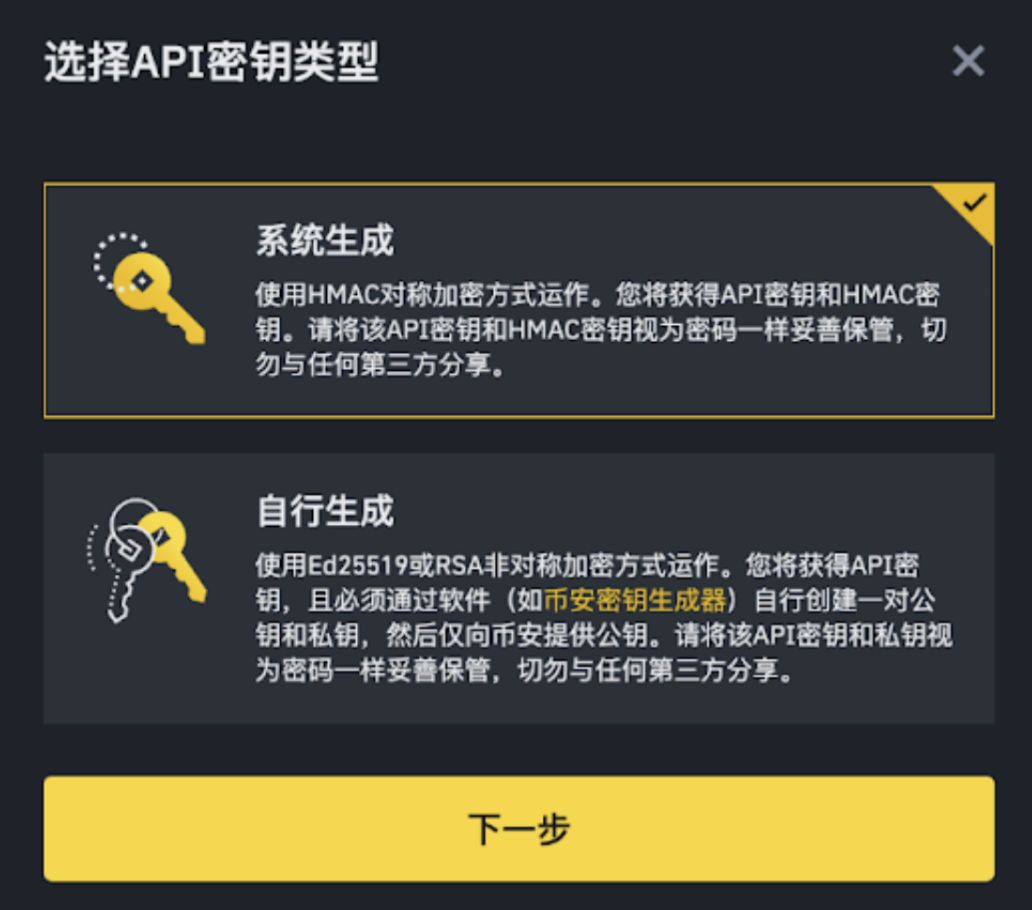 选择API密钥类型
系统生成
使用HMAC对称加密方式运作。您将获得API密钥和HMAC密
钥。请将该API密钥和HMAC密钥视为密码一样妥善保管，切
勿与任何第三方分享。
自行生成
使用Ed25519或RSA非对称加密方式运作。您将获得API密
钥，且必须通过软件（如币安密钥生成器）自行创建一对公
钥和私钥，然后仅向币安提供公钥。请将该API密钥和私钥视
为密码一样妥善保管，切勿与任何第三方分享。
下一步